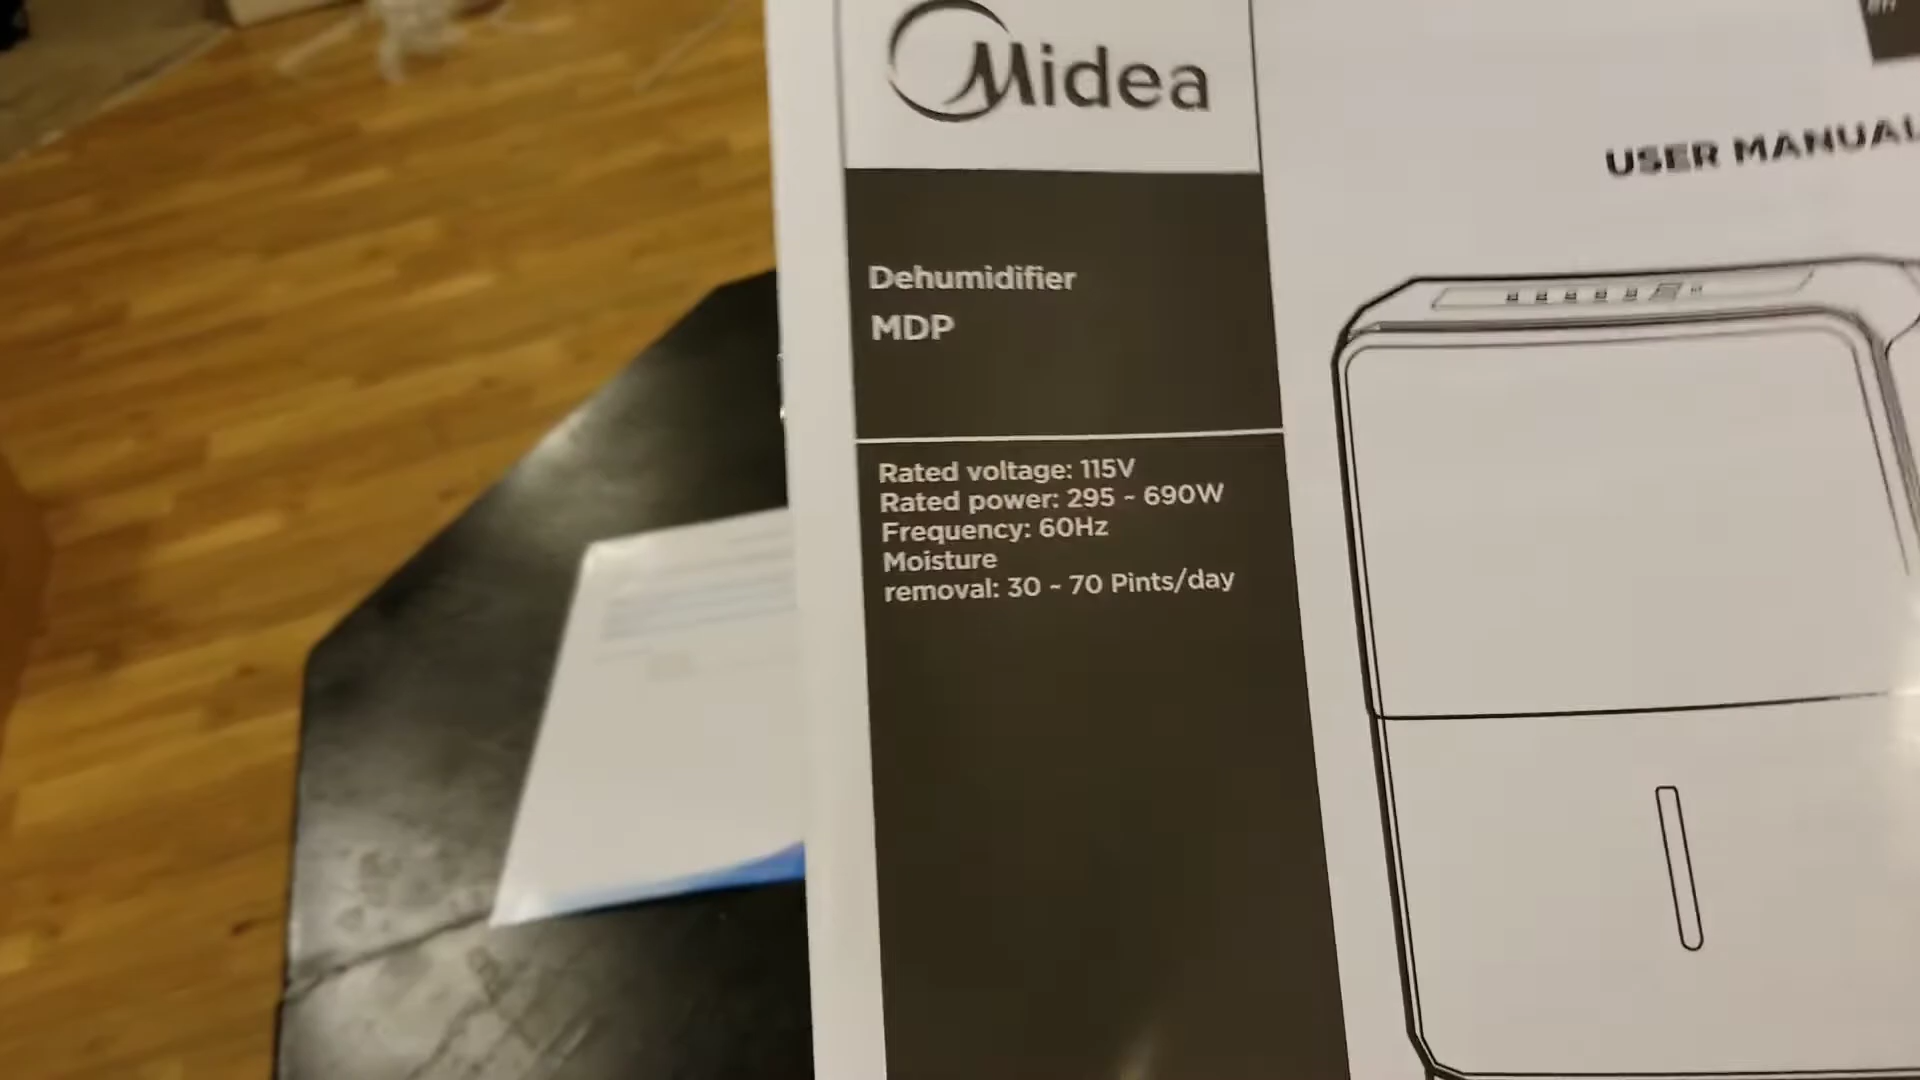 Midea
USER MANUAL
Dehumidifier
MDP
Rated voltage: 115V
Rated power: 295 ~ 690W
Frequency: 60Hz
Moisture
removal: 30 ~ 70 Pints/day